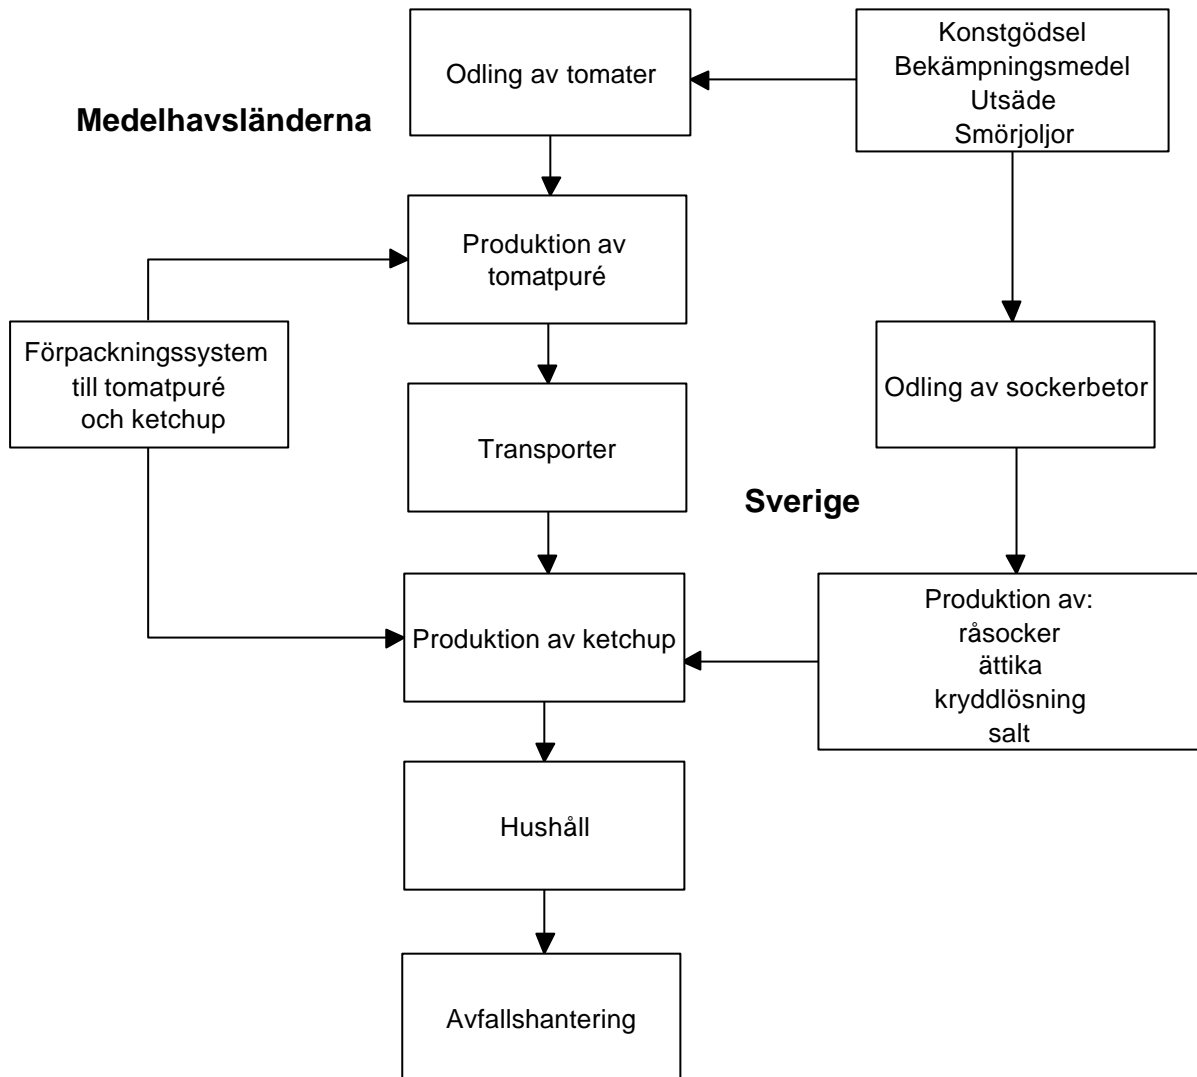 Konstgödsel
Bekämpningsmedel
Utsäde
Smörjoljor
Odling av tomater
Medelhavsländerna
Produktion av
tomatpuré
Förpackningssystem
till tomatpuré
och ketchup
Odling av sockerbetor
Transporter
Sverige
Produktion av ketchup
Produktion av:
råsocker
ättika
kryddlösning
salt
Hushåll
Avfallshantering